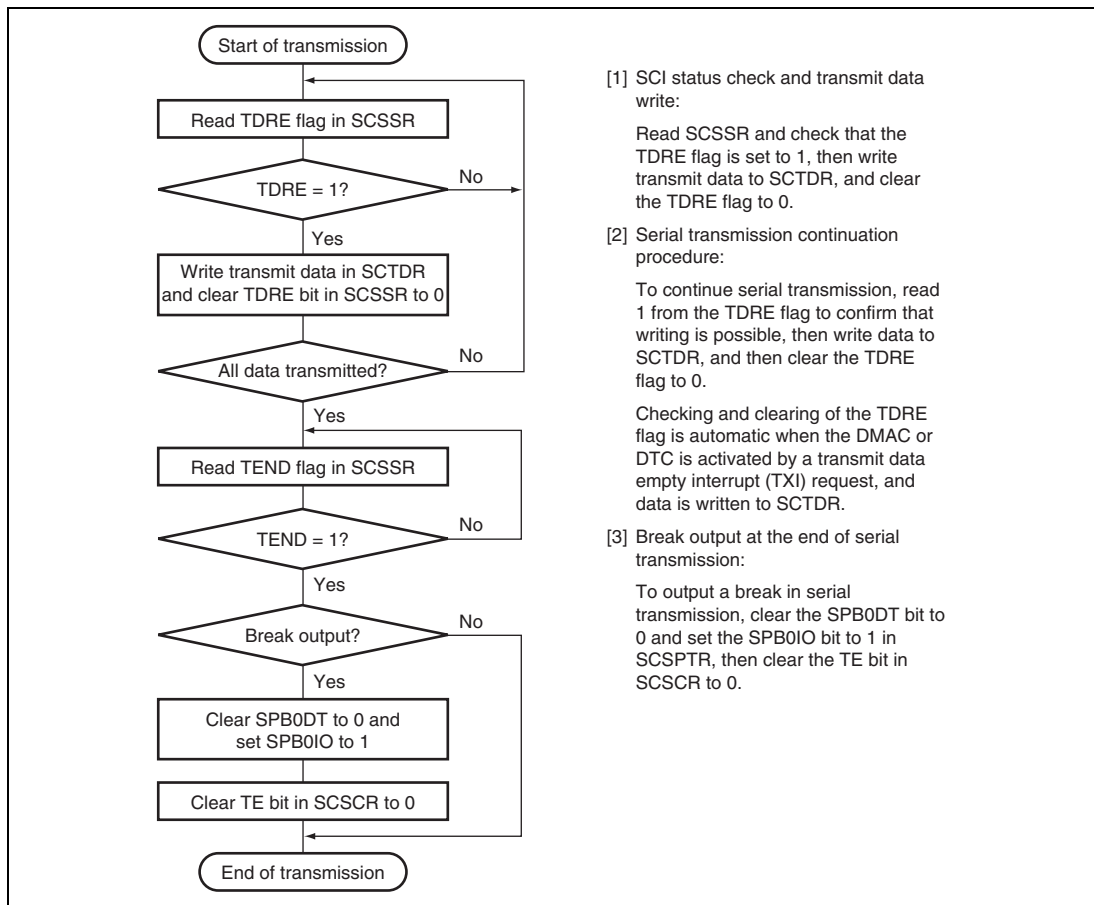 Start of transmission
Read TDRE flag in SCSSR
TDRE = 1?
No
Yes
Write transmit data in SCTDR
and clear TDRE bit in SCSSR to 0
All data transmitted?
No
Yes
Read TEND flag in SCSSR
TEND = 1?
No
Yes
Break output?
No
Yes
Clear SPB0DT to 0 and
set SPB0IO to 1
Clear TE bit in SCSCR to 0
End of transmission
[1] SCI status check and transmit data
write:
Read SCSSR and check that the
TDRE flag is set to 1, then write
transmit data to SCTDR, and clear
the TDRE flag to 0.
[2] Serial transmission continuation
procedure:
To continue serial transmission, read
1 from the TDRE flag to confirm that
writing is possible, then write data to
SCTDR, and then clear the TDRE
flag to 0.
Checking and clearing of the TDRE
flag is automatic when the DMAC or
DTC is activated by a transmit data
empty interrupt (TXI) request, and
data is written to SCTDR.
[3] Break output at the end of serial
transmission:
To output a break in serial
transmission, clear the SPB0DT bit to
0 and set the SPB0IO bit to 1 in
SCSPTR, then clear the TE bit in
SCSCR to 0.